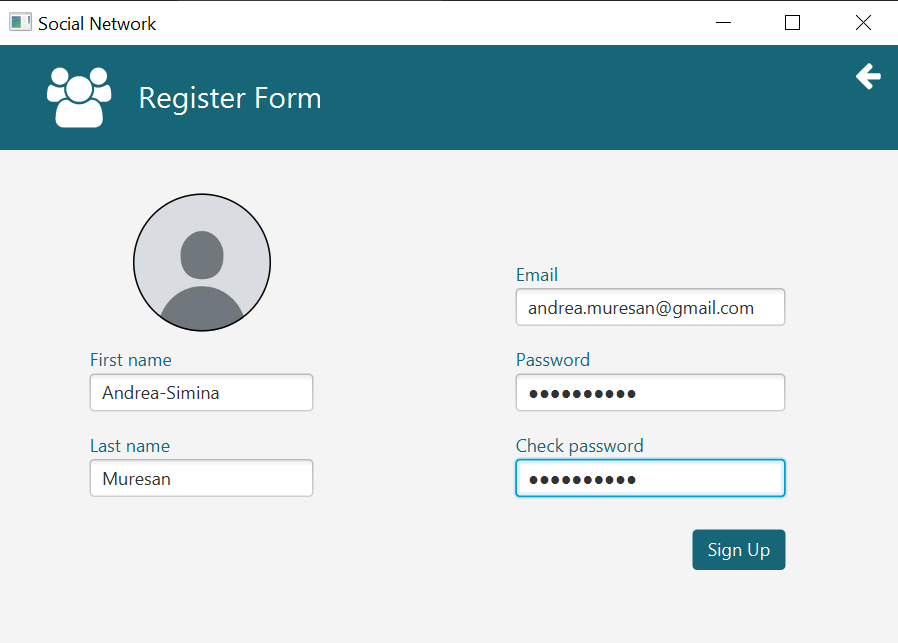 Social Network
Register Form
First name
Andrea-Simina
Last name
Muresan
Email
andrea.muresan@gmail.com
Password
●●●●●●●●●●
Check password
●●●●●●●●●●
Sign Up